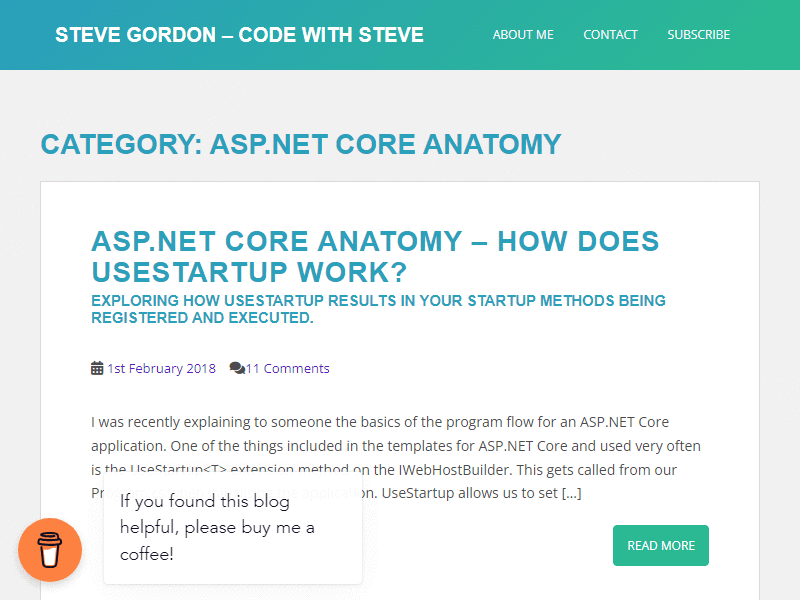 STEVE GORDON – CODE WITH STEVE
ABOUT ME
CONTACT
SUBSCRIBE
CATEGORY: ASP.NET CORE ANATOMY
ASP.NET CORE ANATOMY – HOW DOES
USESTARTUP WORK?
EXPLORING HOW USESTARTUP RESULTS IN YOUR STARTUP METHODS BEING
REGISTERED AND EXECUTED.
1st February 2018
11 Comments
I was recently explaining to someone the basics of the program flow for an ASP.NET Core
application. One of the things included in the templates for ASP.NET Core and used very often
is the UseStartup<T> extension method on the IWebHostBuilder. This gets called from our
application. UseStartup allows us to set […]
If you found this blog
helpful, please buy me a
coffee!
READ MORE